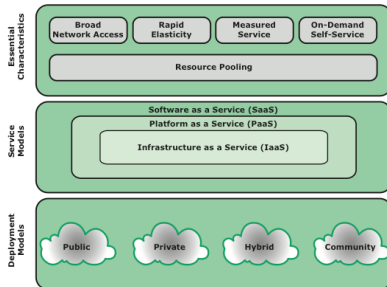 Essential
Characteristics
Broad
Network Access
Rapid
Elasticity
Measured
Service
On-Demand
Self-Service
Resource Pooling
Service
Models
Software as a Service (SaaS)
Platform as a Service (PaaS)
Infrastructure as a Service (IaaS)
Deployment
Models
Public
Private
Hybrid
Community